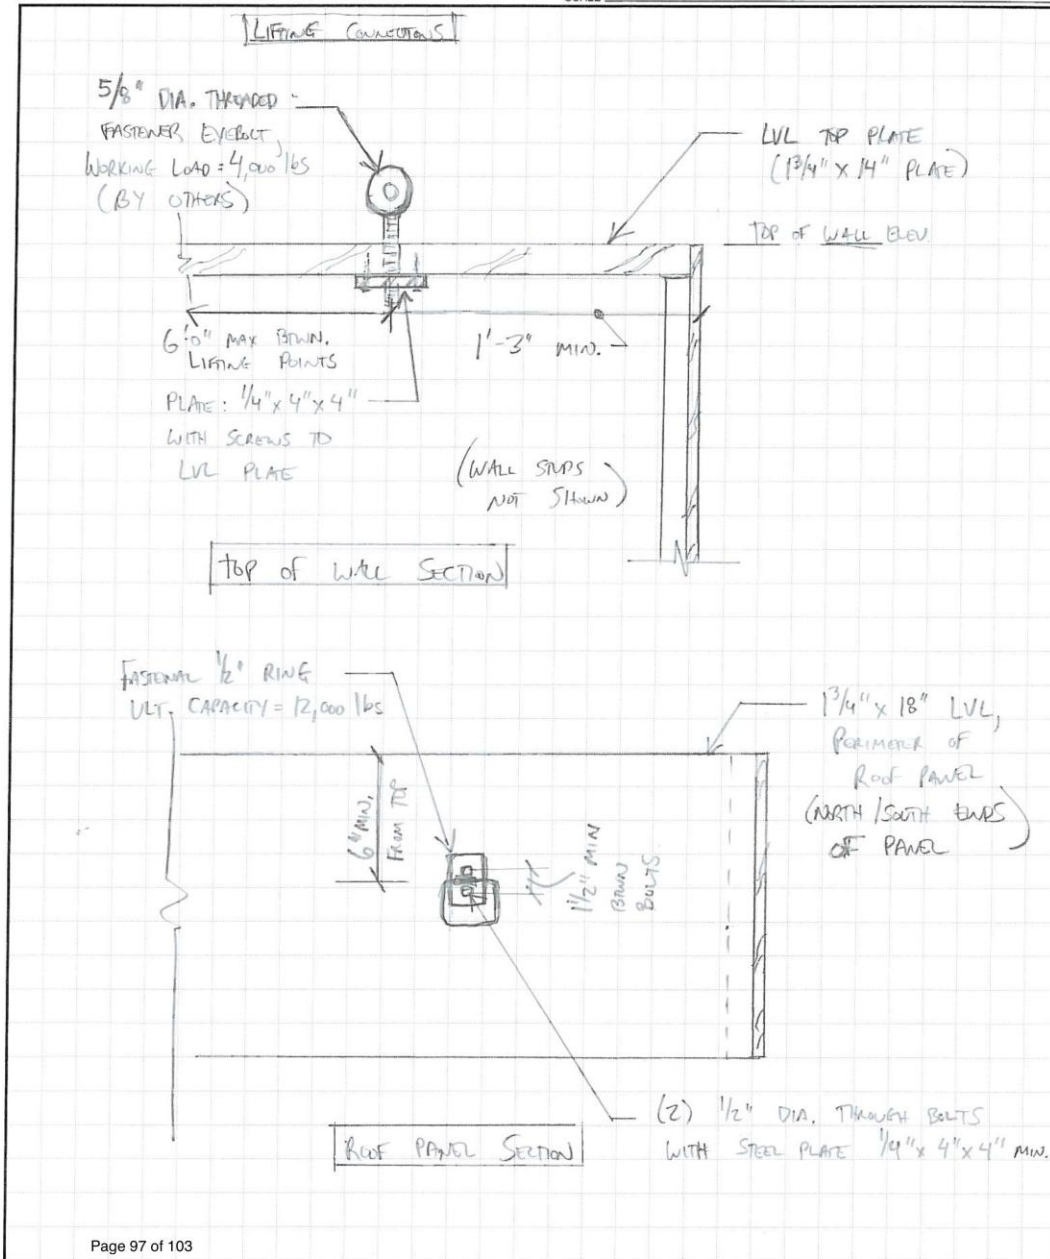 LIFTING CONNECTIONS
5/8" DIA. THREADED
FASTENER EYEBOLT,
WORKING LOAD = 4,000 lbs
(BY OTHERS)
LVL TOP PLATE
(1 3/4" x 14" PLATE)
TOP OF WALL ELEV
6'-0" MAX BTWN.
LIFTING POINTS
1'-3" MIN.
PLATE: 1/4" x 4" x 4"
WITH SCREWS TO
LVL PLATE
(WALL STUDS
NOT SHOWN)
TOP OF WALL SECTION
FASTENAL 1/2" RING
ULT. CAPACITY = 12,000 lbs
1 3/4" x 18" LVL,
PERIMETER OF
ROOF PANEL
(NORTH/SOUTH ENDS
OF PANEL)
6" MIN.
FROM TOP
1 1/2" MIN
BTWN
BOLTS
(2) 1/2" DIA. THROUGH BOLTS
WITH STEEL PLATE 1/4" x 4" x 4" MIN.
ROOF PANEL SECTION
Page 97 of 103